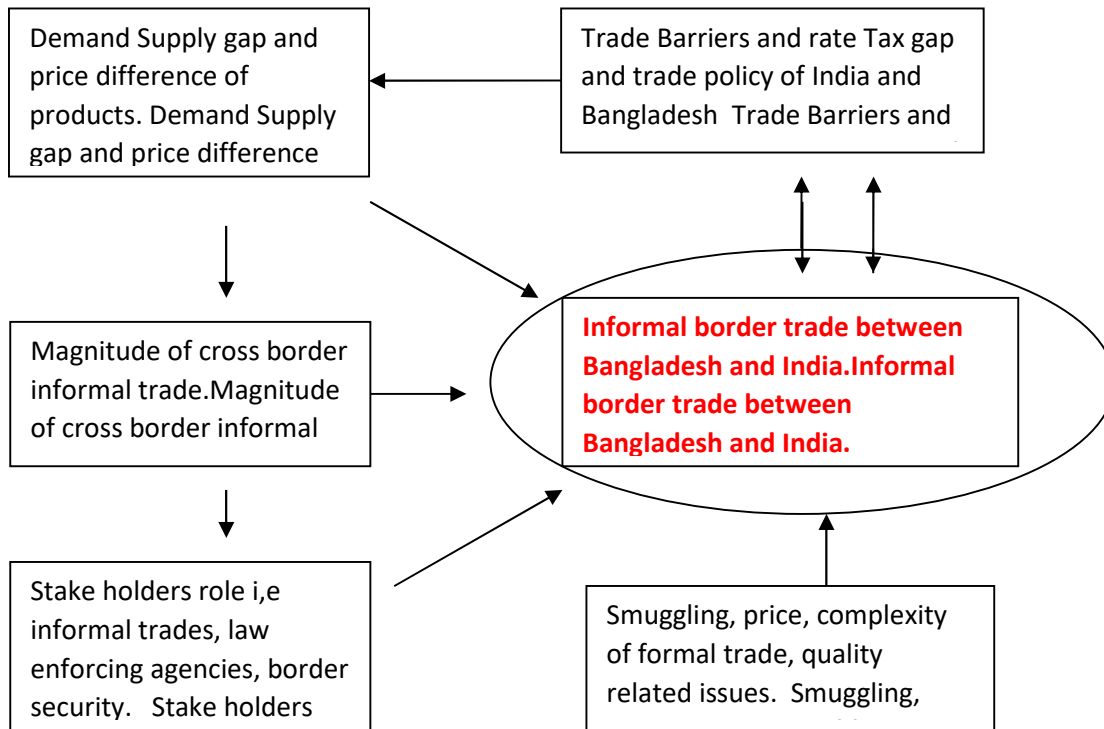 Demand Supply gap and
price difference of
products. Demand Supply
gap and price difference
Trade Barriers and rate Tax gap
and trade policy of India and
Bangladesh  Trade Barriers and
Informal border trade between
Bangladesh and India.Informal
border trade between
Bangladesh and India.
Magnitude of cross border
informal trade.Magnitude
of cross border informal
Stake holders role i,e
informal trades, law
enforcing agencies, border
security.   Stake holders
Smuggling, price, complexity
of formal trade, quality
related issues.  Smuggling,